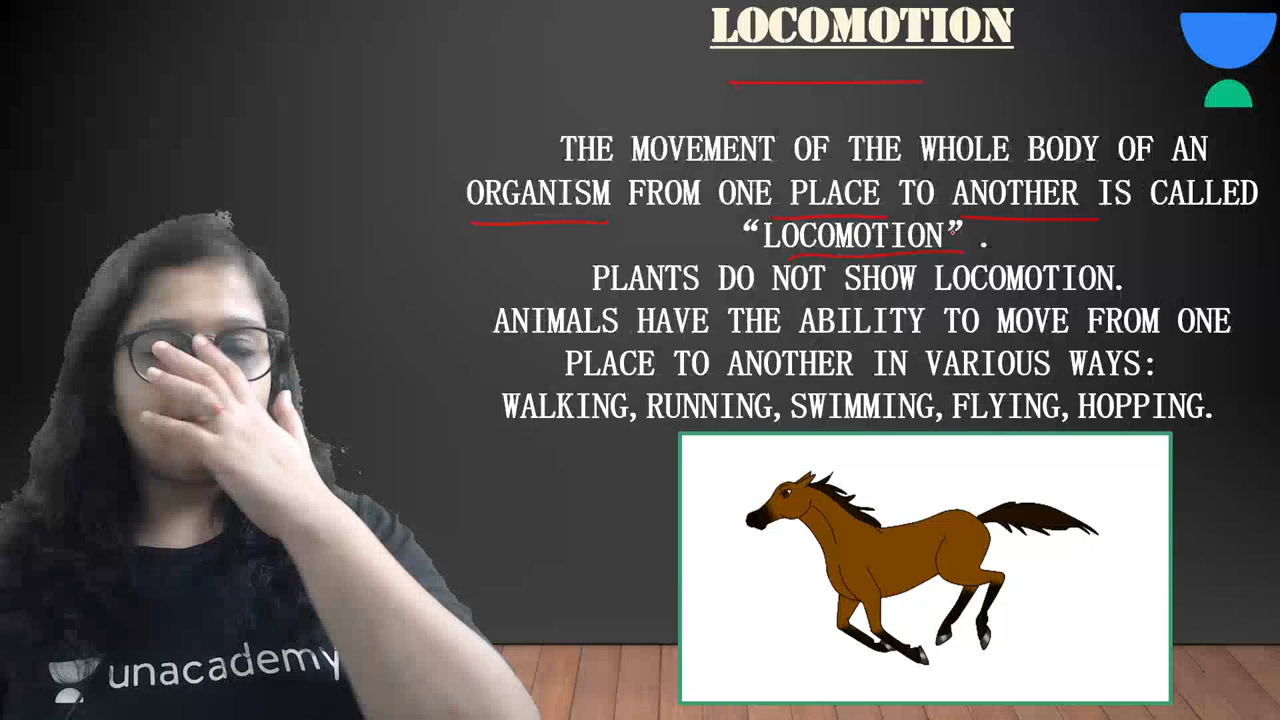 LOCOMOTION
THE MOVEMENT OF THE WHOLE BODY OF AN
ORGANISM FROM ONE PLACE TO ANOTHER IS CALLED
“LOCOMOTION” .
PLANTS DO NOT SHOW LOCOMOTION.
ANIMALS HAVE THE ABILITY TO MOVE FROM ONE
PLACE TO ANOTHER IN VARIOUS WAYS:
WALKING,RUNNING,SWIMMING,FLYING,HOPPING.
unacademy